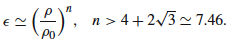 ϵ ≃ (ρ/ρ₀)ⁿ, n > 4 + 2√3 ≃ 7.46.